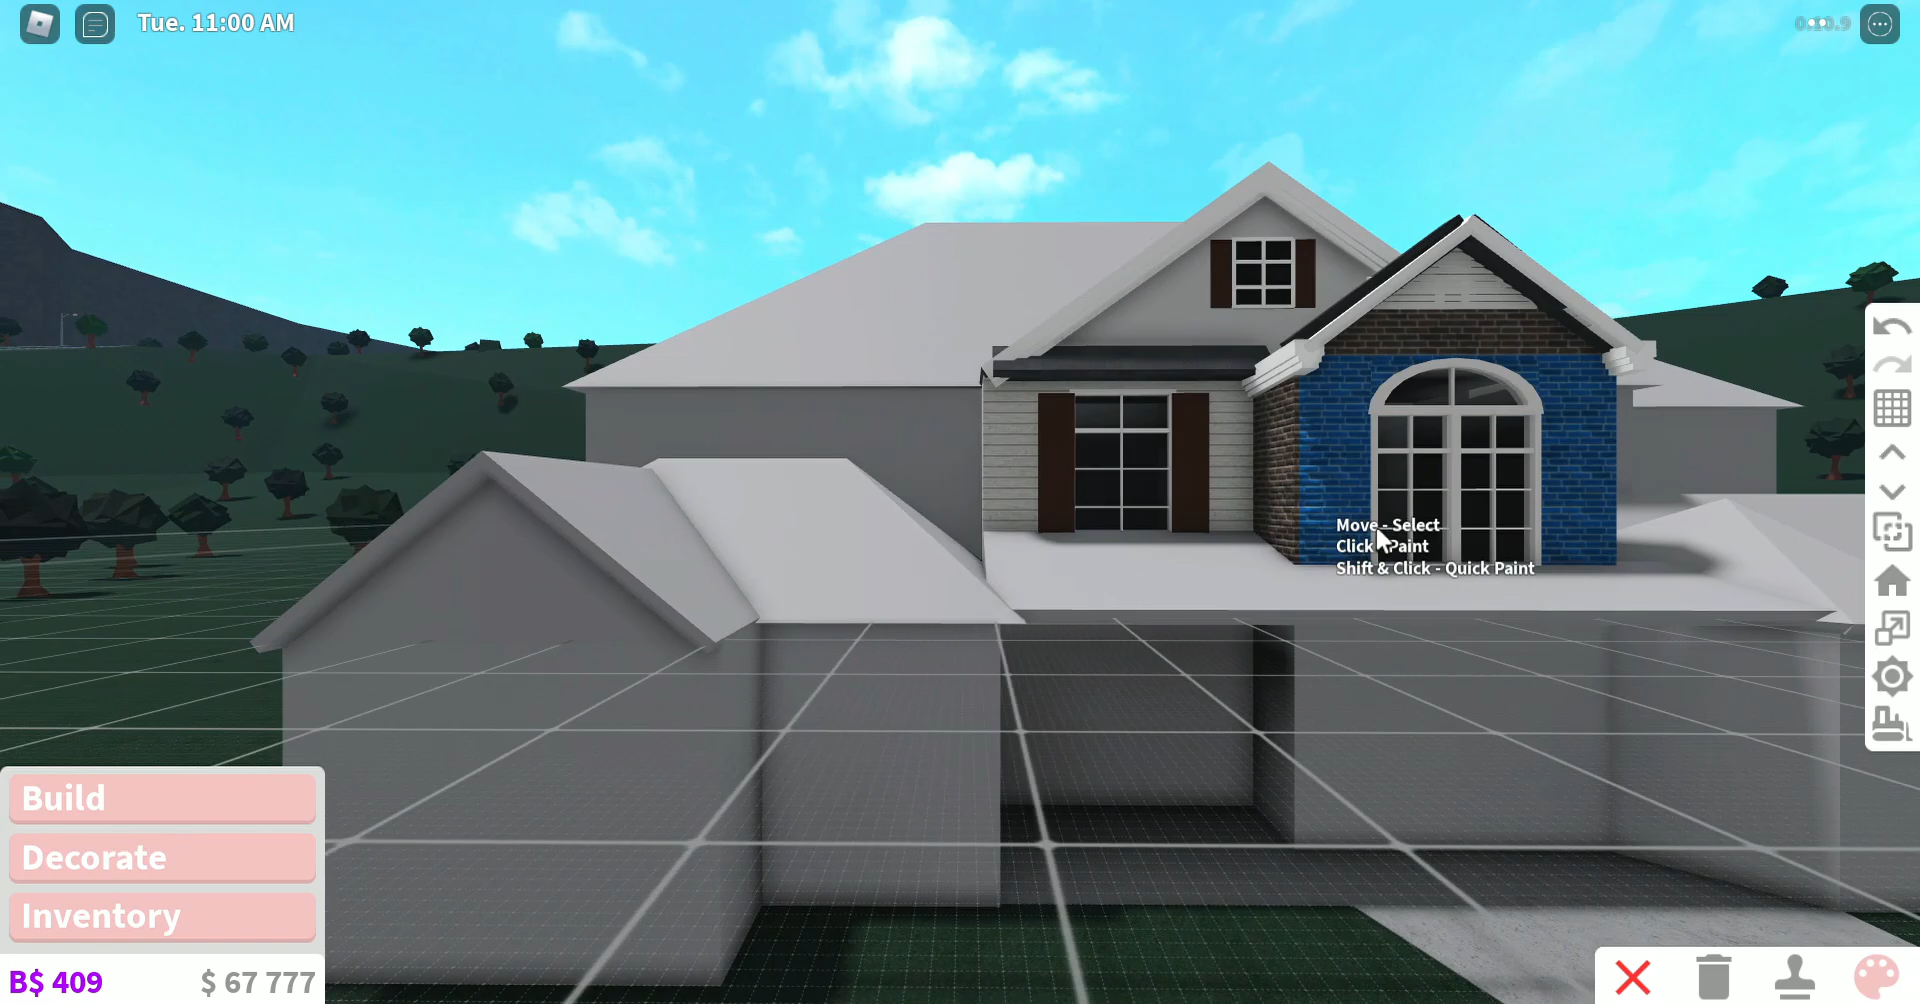 Tue. 11:00 AM
Move - Select
Click - Paint
Shift & Click - Quick Paint
Build
Decorate
Inventory
B$ 409
$ 67 777